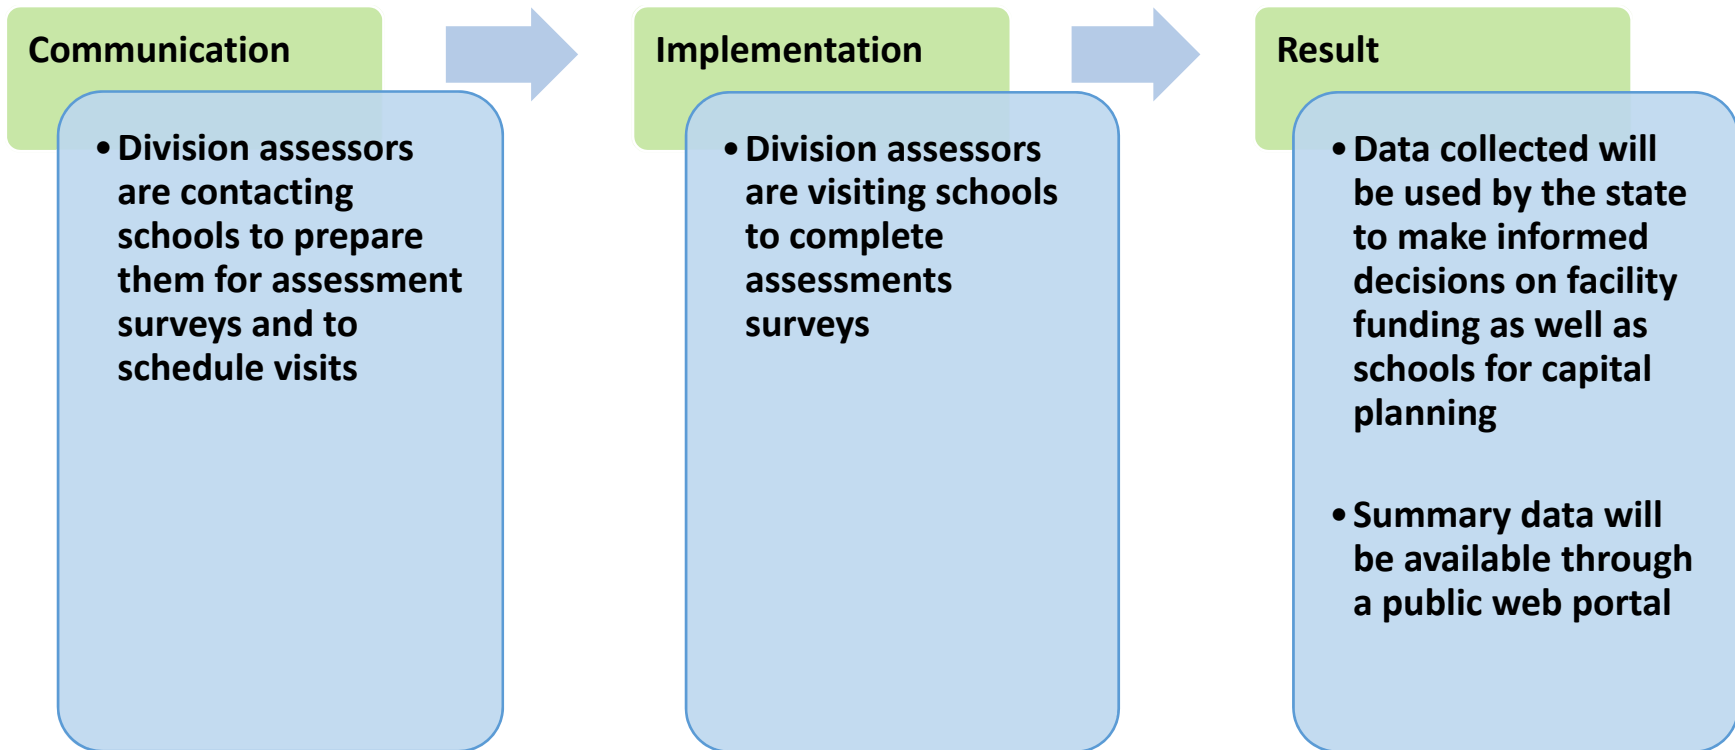 Communication
• Division assessors
are contacting
schools to prepare
them for assessment
surveys and to
schedule visits
Implementation
• Division assessors
are visiting schools
to complete
assessments
surveys
Result
• Data collected will
be used by the state
to make informed
decisions on facility
funding as well as
schools for capital
planning
• Summary data will
be available through
a public web portal